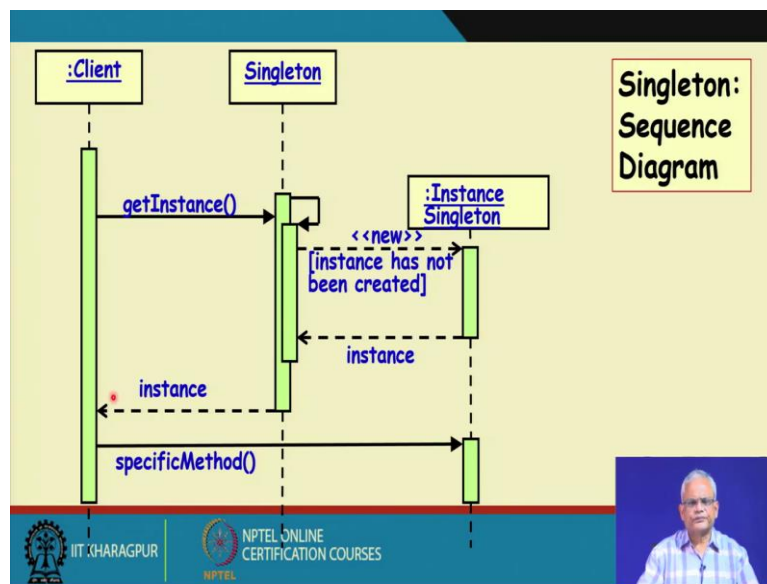 :Client
Singleton
Singleton:
Sequence
Diagram
getInstance()
:Instance
Singleton
<<new>>
[instance has not
been created]
instance
instance
specificMethod()
IIT KHARAGPUR
NPTEL
NPTEL ONLINE
CERTIFICATION COURSES